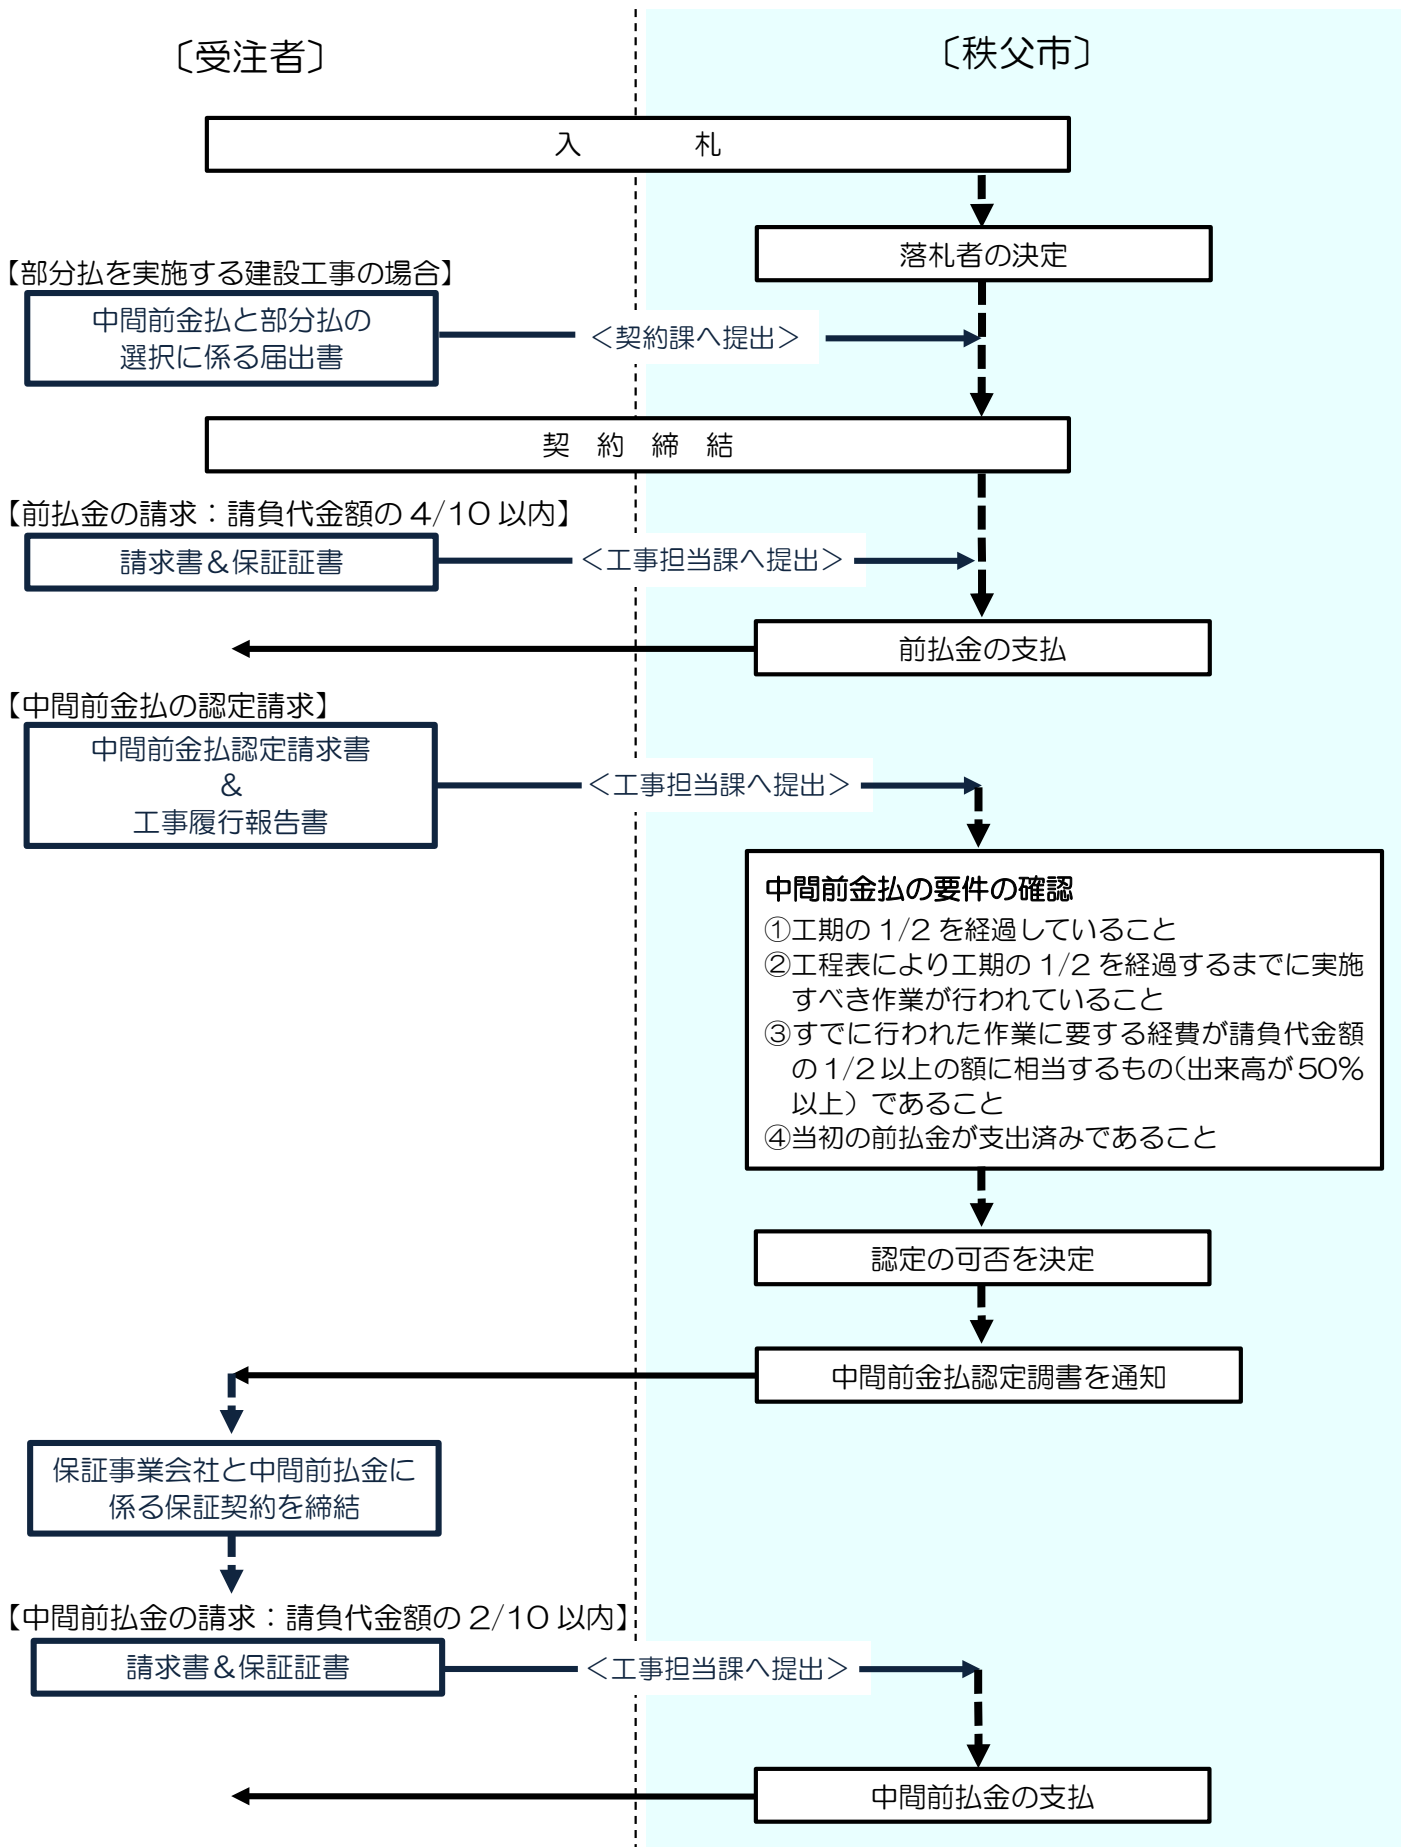 〔受注者〕
〔秩父市〕
入　　　　札
落札者の決定
【部分払を実施する建設工事の場合】
中間前金払と部分払の
選択に係る届出書
＜契約課へ提出＞
契　約　締　結
【前払金の請求：請負代金額の 4/10 以内】
請求書＆保証証書
＜工事担当課へ提出＞
前払金の支払
【中間前金払の認定請求】
中間前金払認定請求書
＆
工事履行報告書
＜工事担当課へ提出＞
中間前金払の要件の確認
①工期の 1/2 を経過していること
②工程表により工期の 1/2 を経過するまでに実施
すべき作業が行われていること
③すでに行われた作業に要する経費が請負代金額
の 1/2 以上の額に相当するもの（出来高が 50％
以上）であること
④当初の前払金が支出済みであること
認定の可否を決定
中間前金払認定調書を通知
保証事業会社と中間前払金に
係る保証契約を締結
【中間前払金の請求：請負代金額の 2/10 以内】
請求書＆保証証書
＜工事担当課へ提出＞
中間前払金の支払